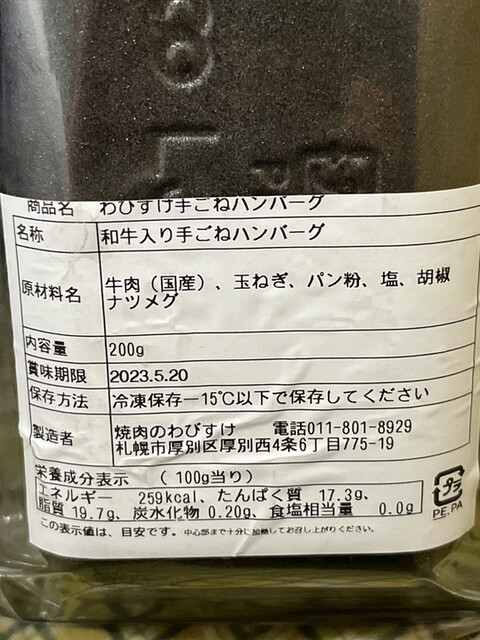 商品名 わびすけ手ごねハンバーグ
名称 和牛入り手ごねハンバーグ
原材料名 牛肉（国産）、玉ねぎ、パン粉、塩、胡椒
ナツメグ
内容量 200g
賞味期限 2023.5.20
保存方法 冷凍保存ー15℃以下で保存してください
製造者 焼肉のわびすけ 電話011-801-8929
札幌市厚別区厚別西4条6丁目775-19
栄養成分表示 （100g当り）
エネルギー 259kcal、たんぱく質 17.3g、
脂質 19.7g、炭水化物 0.20g、食塩相当量 0.0g
この表示値は、目安です。中心部まで十分に加熱してお召し上がりください。
プラ
PE,PA